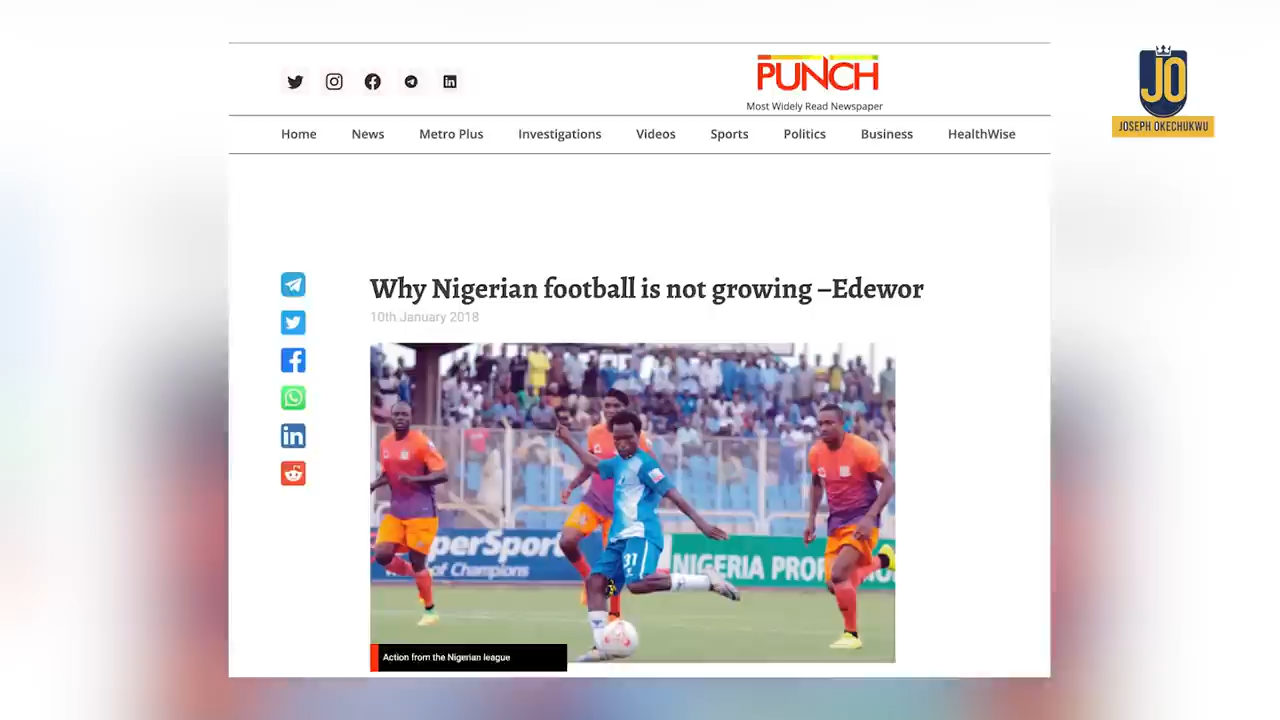 PUNCH
Most Widely Read Newspaper
JO
JOSEPH OKECHUKWU
Home News Metro Plus Investigations Videos Sports Politics Business HealthWise
Why Nigerian football is not growing –Edewor
10th January 2018
31
perSport
of Champions
NIGERIA PROF
Action from the Nigerian league